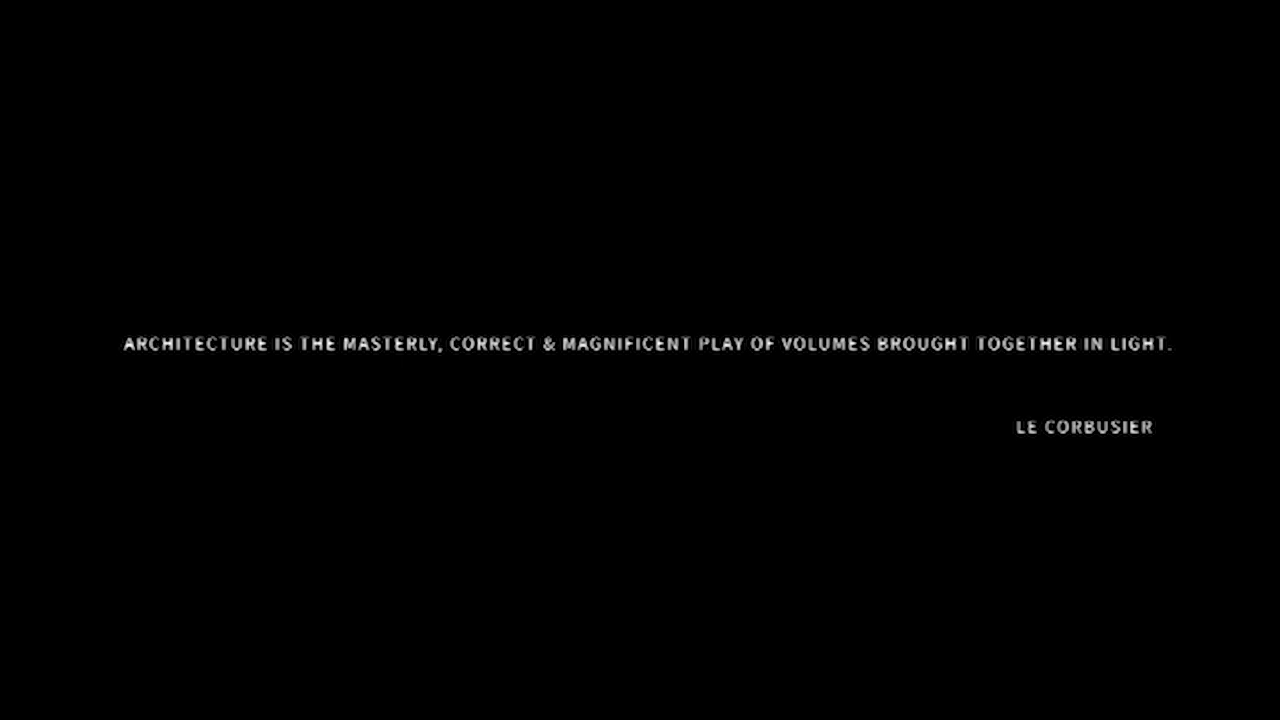 ARCHITECTURE IS THE MASTERLY, CORRECT & MAGNIFICENT PLAY OF VOLUMES BROUGHT TOGETHER IN LIGHT.
LE CORBUSIER